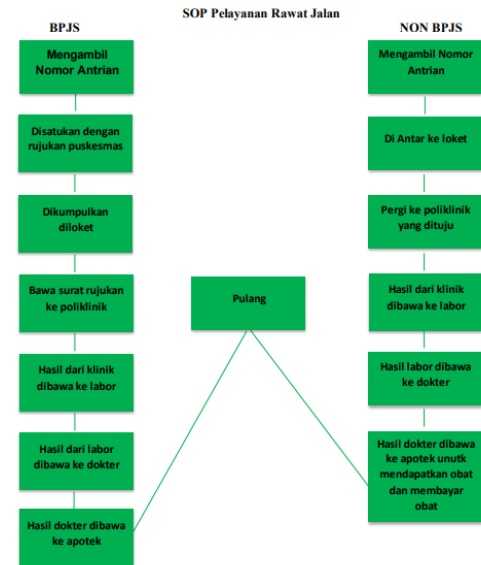 SOP Pelayanan Rawat Jalan
BPJS
Mengambil
Nomor Antrian
Disatukan dengan
rujukan puskesmas
Dikumpulkan
diloket
Bawa surat rujukan
ke poliklinik
Hasil dari klinik
dibawa ke labor
Hasil dari labor
dibawa ke dokter
Hasil dokter dibawa
ke apotek
Pulang
NON BPJS
Mengambil Nomor
Antrian
Di Antar ke loket
Pergi ke poliklinik
yang dituju
Hasil dari klinik
dibawa ke labor
Hasil labor dibawa
ke dokter
Hasil dokter dibawa
ke apotek unutk
mendapatkan obat
dan membayar
obat